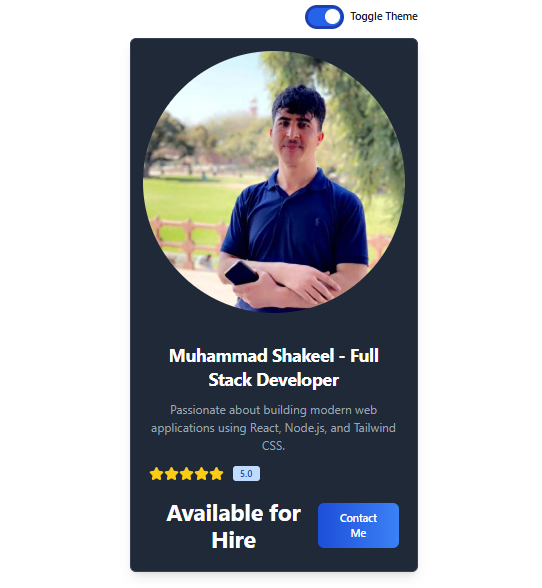 Toggle Theme
Muhammad Shakeel - Full
Stack Developer
Passionate about building modern web
applications using React, Node.js, and Tailwind
CSS.
5.0
Available for
Hire
Contact
Me